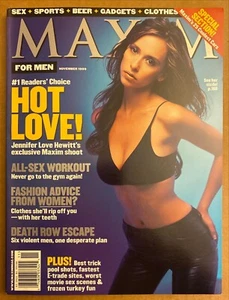 SEX • SPORTS • BEER • GADGETS • CLOTHES
SPECIAL
SECTION!
MAXIM
FOR MEN
NOVEMBER
#1 Readers' Choice
HOT
LOVE!
Jennifer Love Hewitt's
exclusive Maxim shoot
ALL-SEX WORKOUT
Never go to the gym again!
FASHION ADVICE
FROM WOMEN?
Clothes she'll rip off you
—with her teeth
DEATH ROW ESCAPE
Six violent men, one desperate plan
PLUS! Best trick
pool shots, fastest
E-trade sites, worst
movie sex scenes &
frozen turkey fun